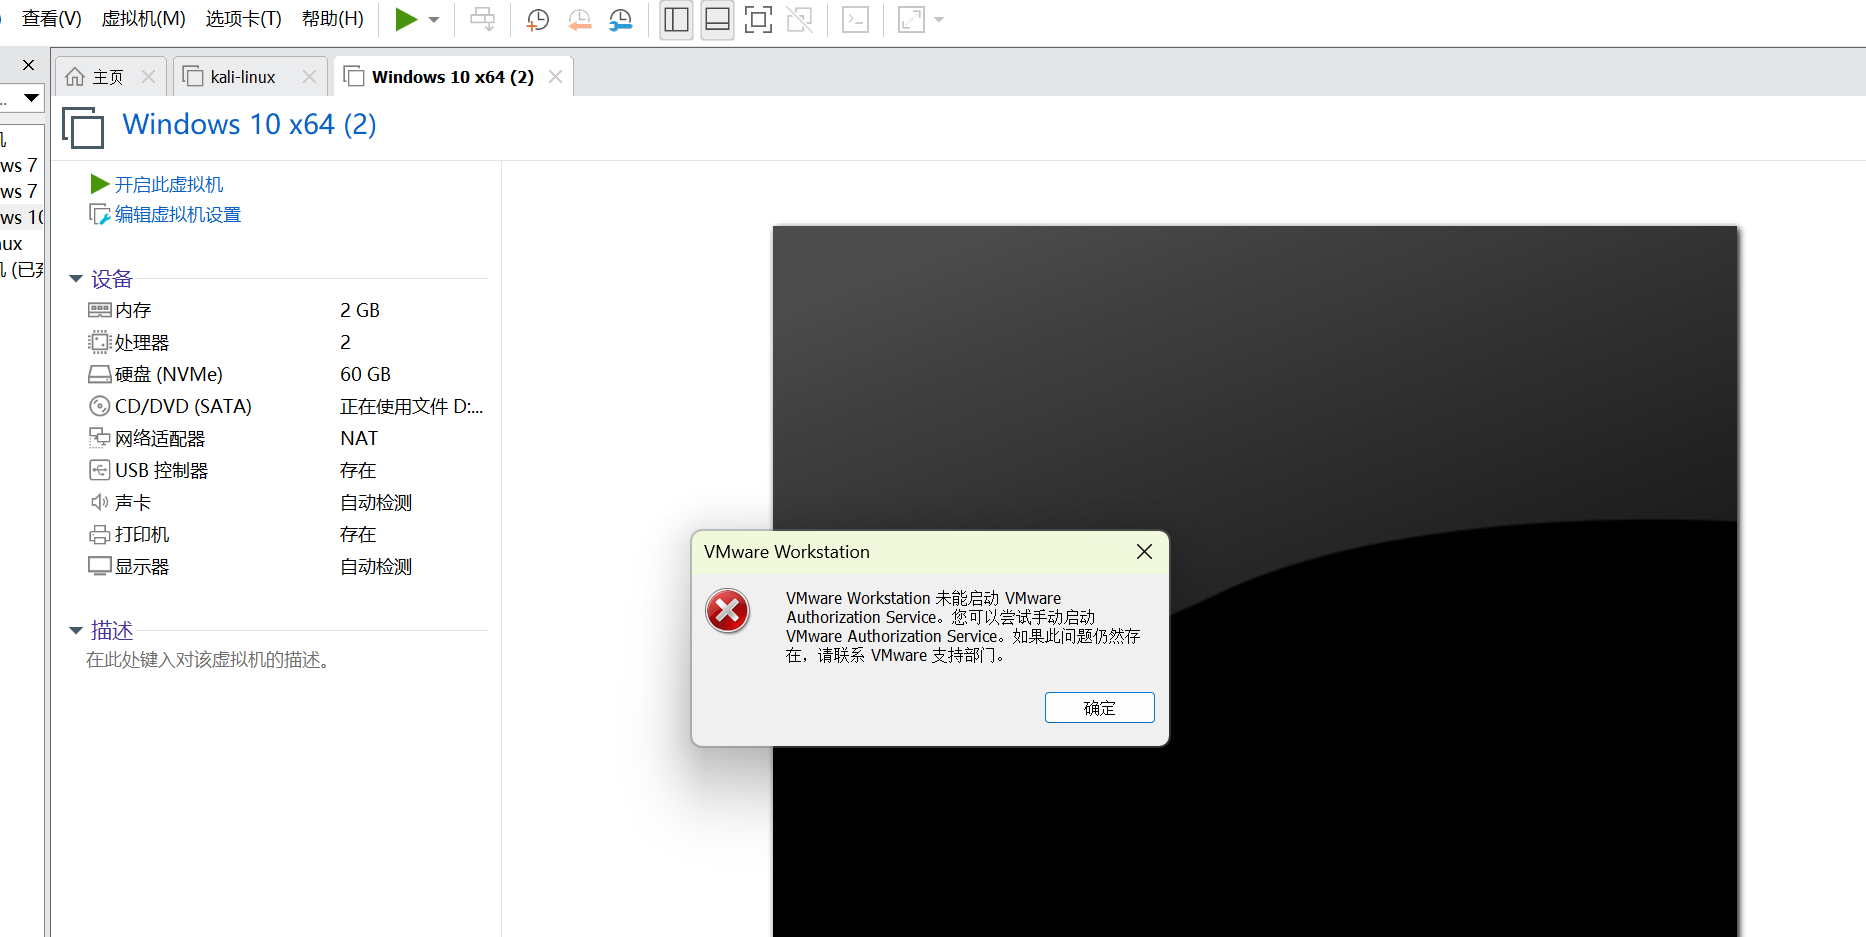 查看(V) 虚拟机(M) 选项卡(T) 帮助(H)
主页 kali-linux Windows 10 x64 (2)
Windows 10 x64 (2)
ws 7
ws 7
ws 10
ux
(已弃
开启此虚拟机
编辑虚拟机设置
设备
内存 2 GB
处理器 2
硬盘 (NVMe) 60 GB
CD/DVD (SATA) 正在使用文件 D:...
网络适配器 NAT
USB 控制器 存在
声卡 自动检测
打印机 存在
显示器 自动检测
描述
在此处键入对该虚拟机的描述。
VMware Workstation
VMware Workstation 未能启动 VMware
Authorization Service。您可以尝试手动启动
VMware Authorization Service。如果此问题仍然存
在，请联系 VMware 支持部门。
确定